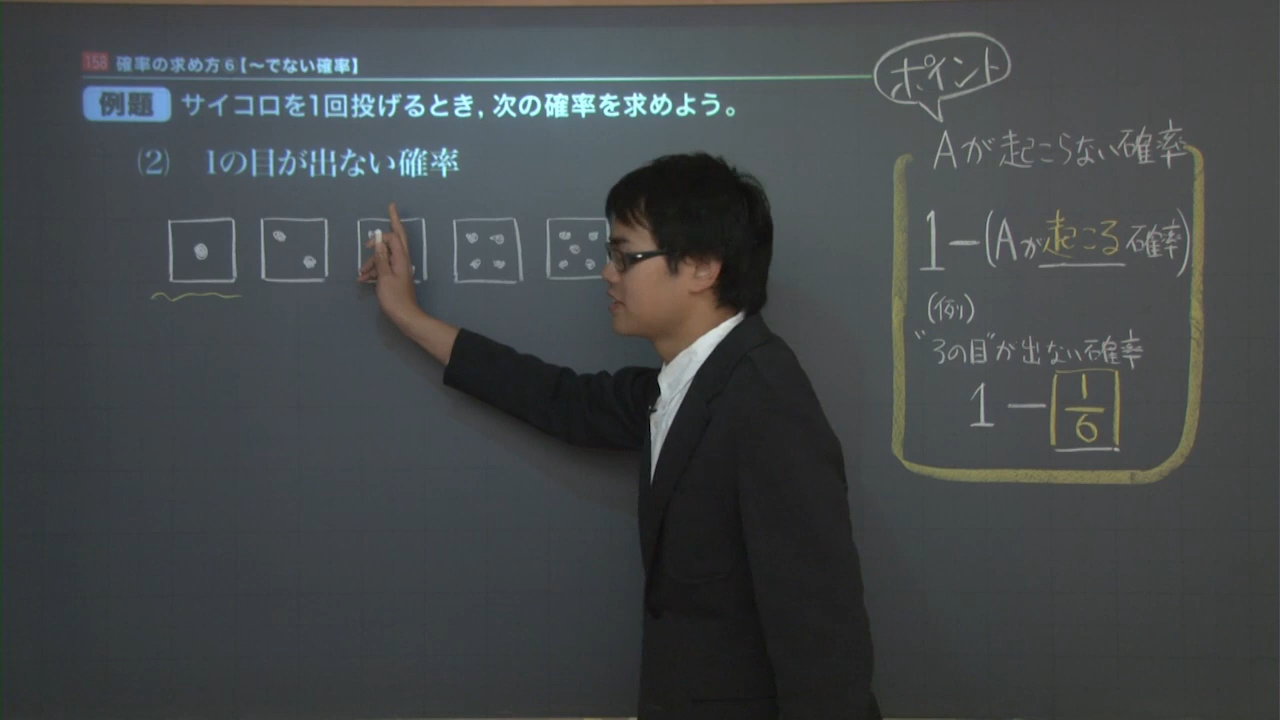 158 確率の求め方6【～でない確率】
例題 サイコロを1回投げるとき,次の確率を求めよう。
(2) 1の目が出ない確率
ポイント
Aが起こらない確率
1-(Aが起こる確率)
(例)
"3の目"が出ない確率
1-1/6